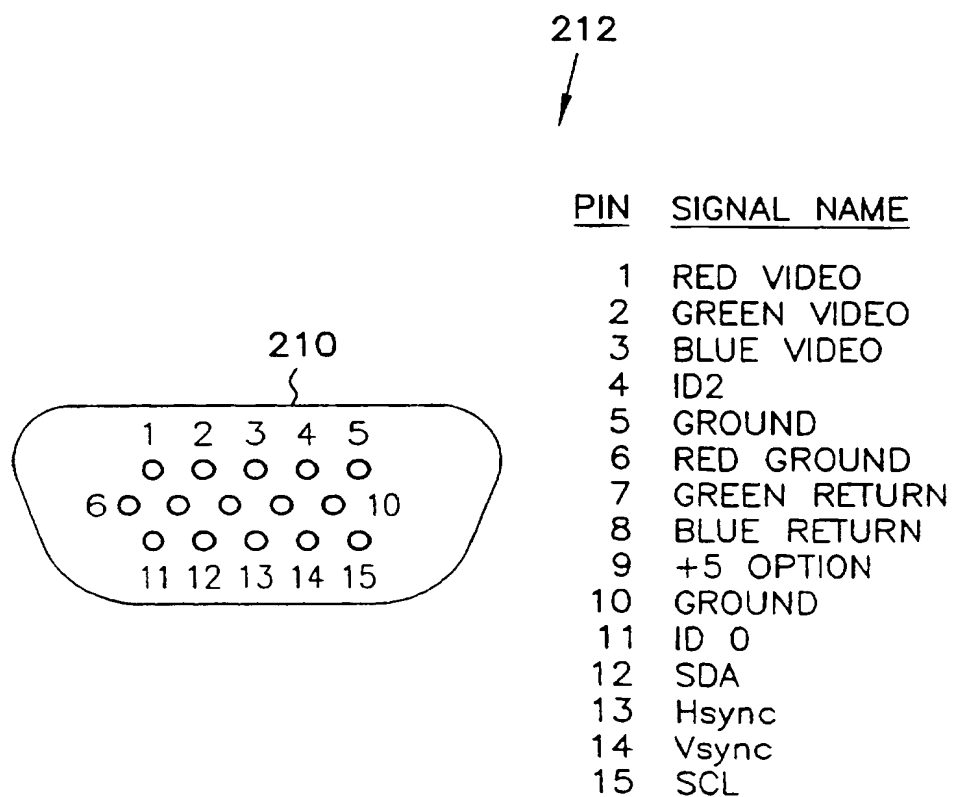 212
PIN SIGNAL NAME
1 RED VIDEO
2 GREEN VIDEO
3 BLUE VIDEO
4 ID2
5 GROUND
6 RED GROUND
7 GREEN RETURN
8 BLUE RETURN
9 +5 OPTION
10 GROUND
11 ID 0
12 SDA
13 Hsync
14 Vsync
15 SCL
210
1 2 3 4 5
6 10
11 12 13 14 15